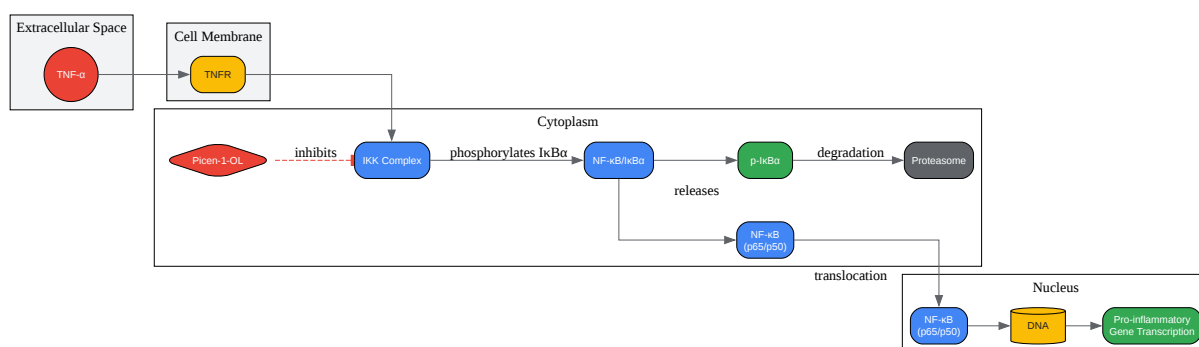 Extracellular Space
TNF-α
Cell Membrane
TNFR
Cytoplasm
Picen-1-OL
inhibits
IKK Complex
phosphorylates IκBα
NF-κB/IκBα
p-IκBα
degradation
Proteasome
releases
NF-κB
(p65/p50)
translocation
Nucleus
NF-κB
(p65/p50)
DNA
Pro-inflammatory
Gene Transcription